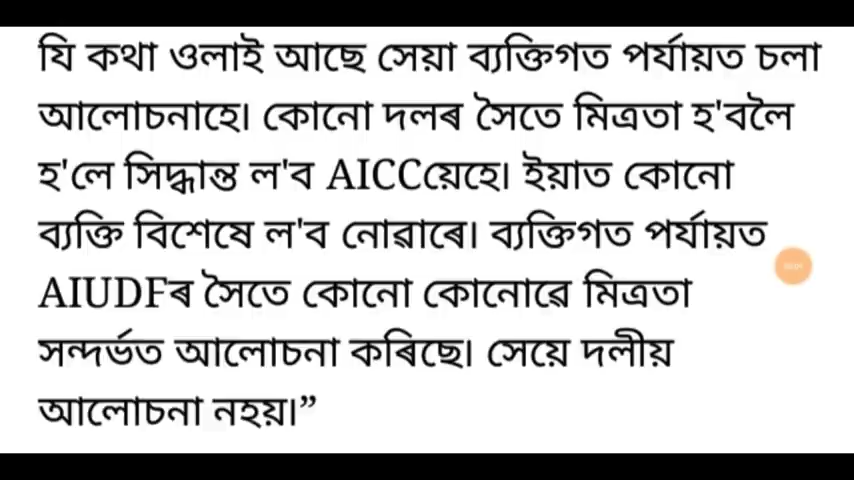 যি কথা ওলাই আছে সেয়া ব্যক্তিগত পৰ্যায়ত চলা
আলোচনাহে। কোনো দলৰ সৈতে মিত্ৰতা হ'বলৈ
হ'লে সিদ্ধান্ত ল'ব AICCয়েহে। ইয়াত কোনো
ব্যক্তি বিশেষে ল'ব নোৱাৰে। ব্যক্তিগত পৰ্যায়ত
AIUDFৰ সৈতে কোনো কোনোৱে মিত্ৰতা
সন্দৰ্ভত আলোচনা কৰিছে। সেয়ে দলীয়
আলোচনা নহয়।”